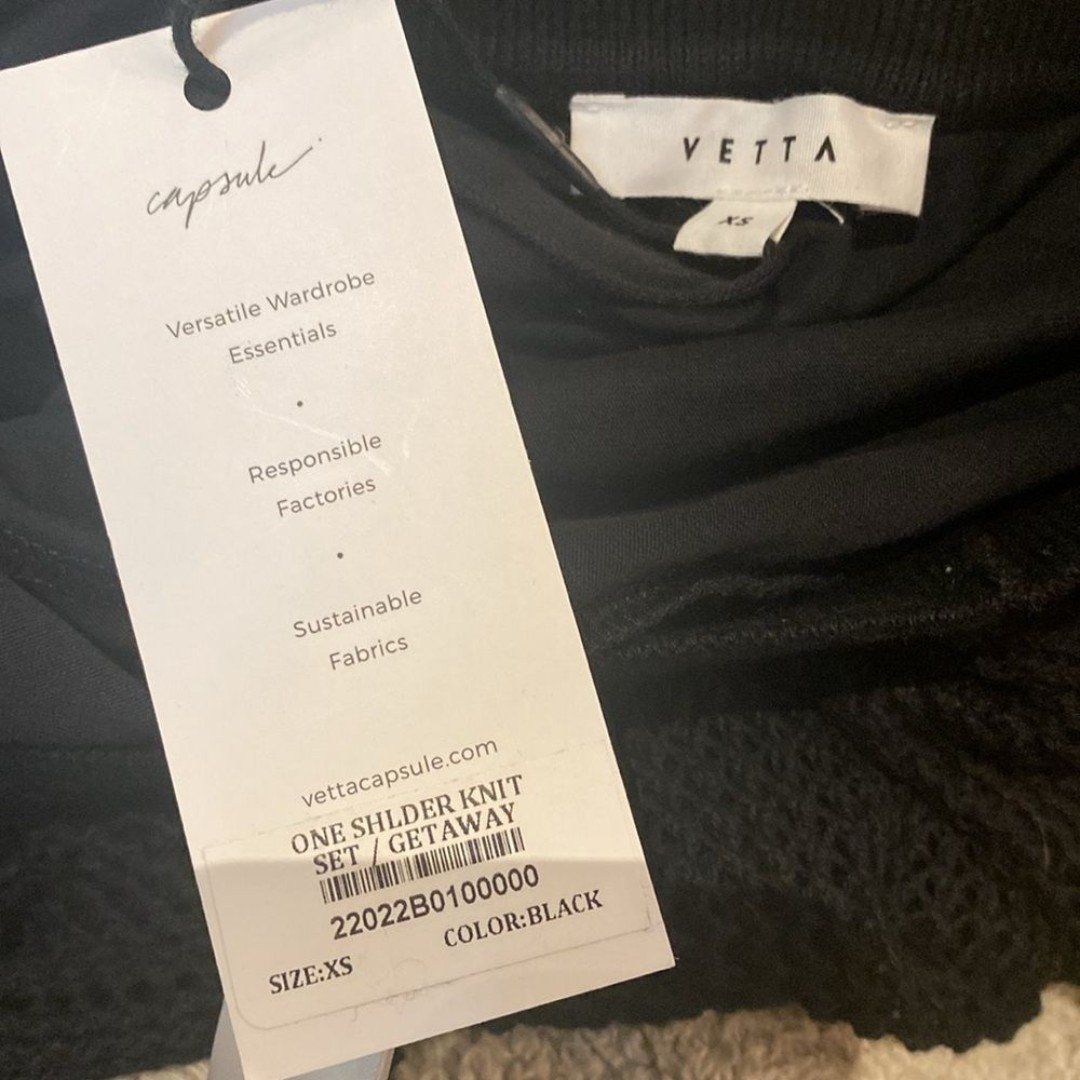 capsule
Versatile Wardrobe
Essentials
•
Responsible
Factories
•
Sustainable
Fabrics
vettacapsule.com
ONE SHLDER KNIT
SET / GETAWAY
22022B0100000
COLOR:BLACK
SIZE:XS
VETTA
XS